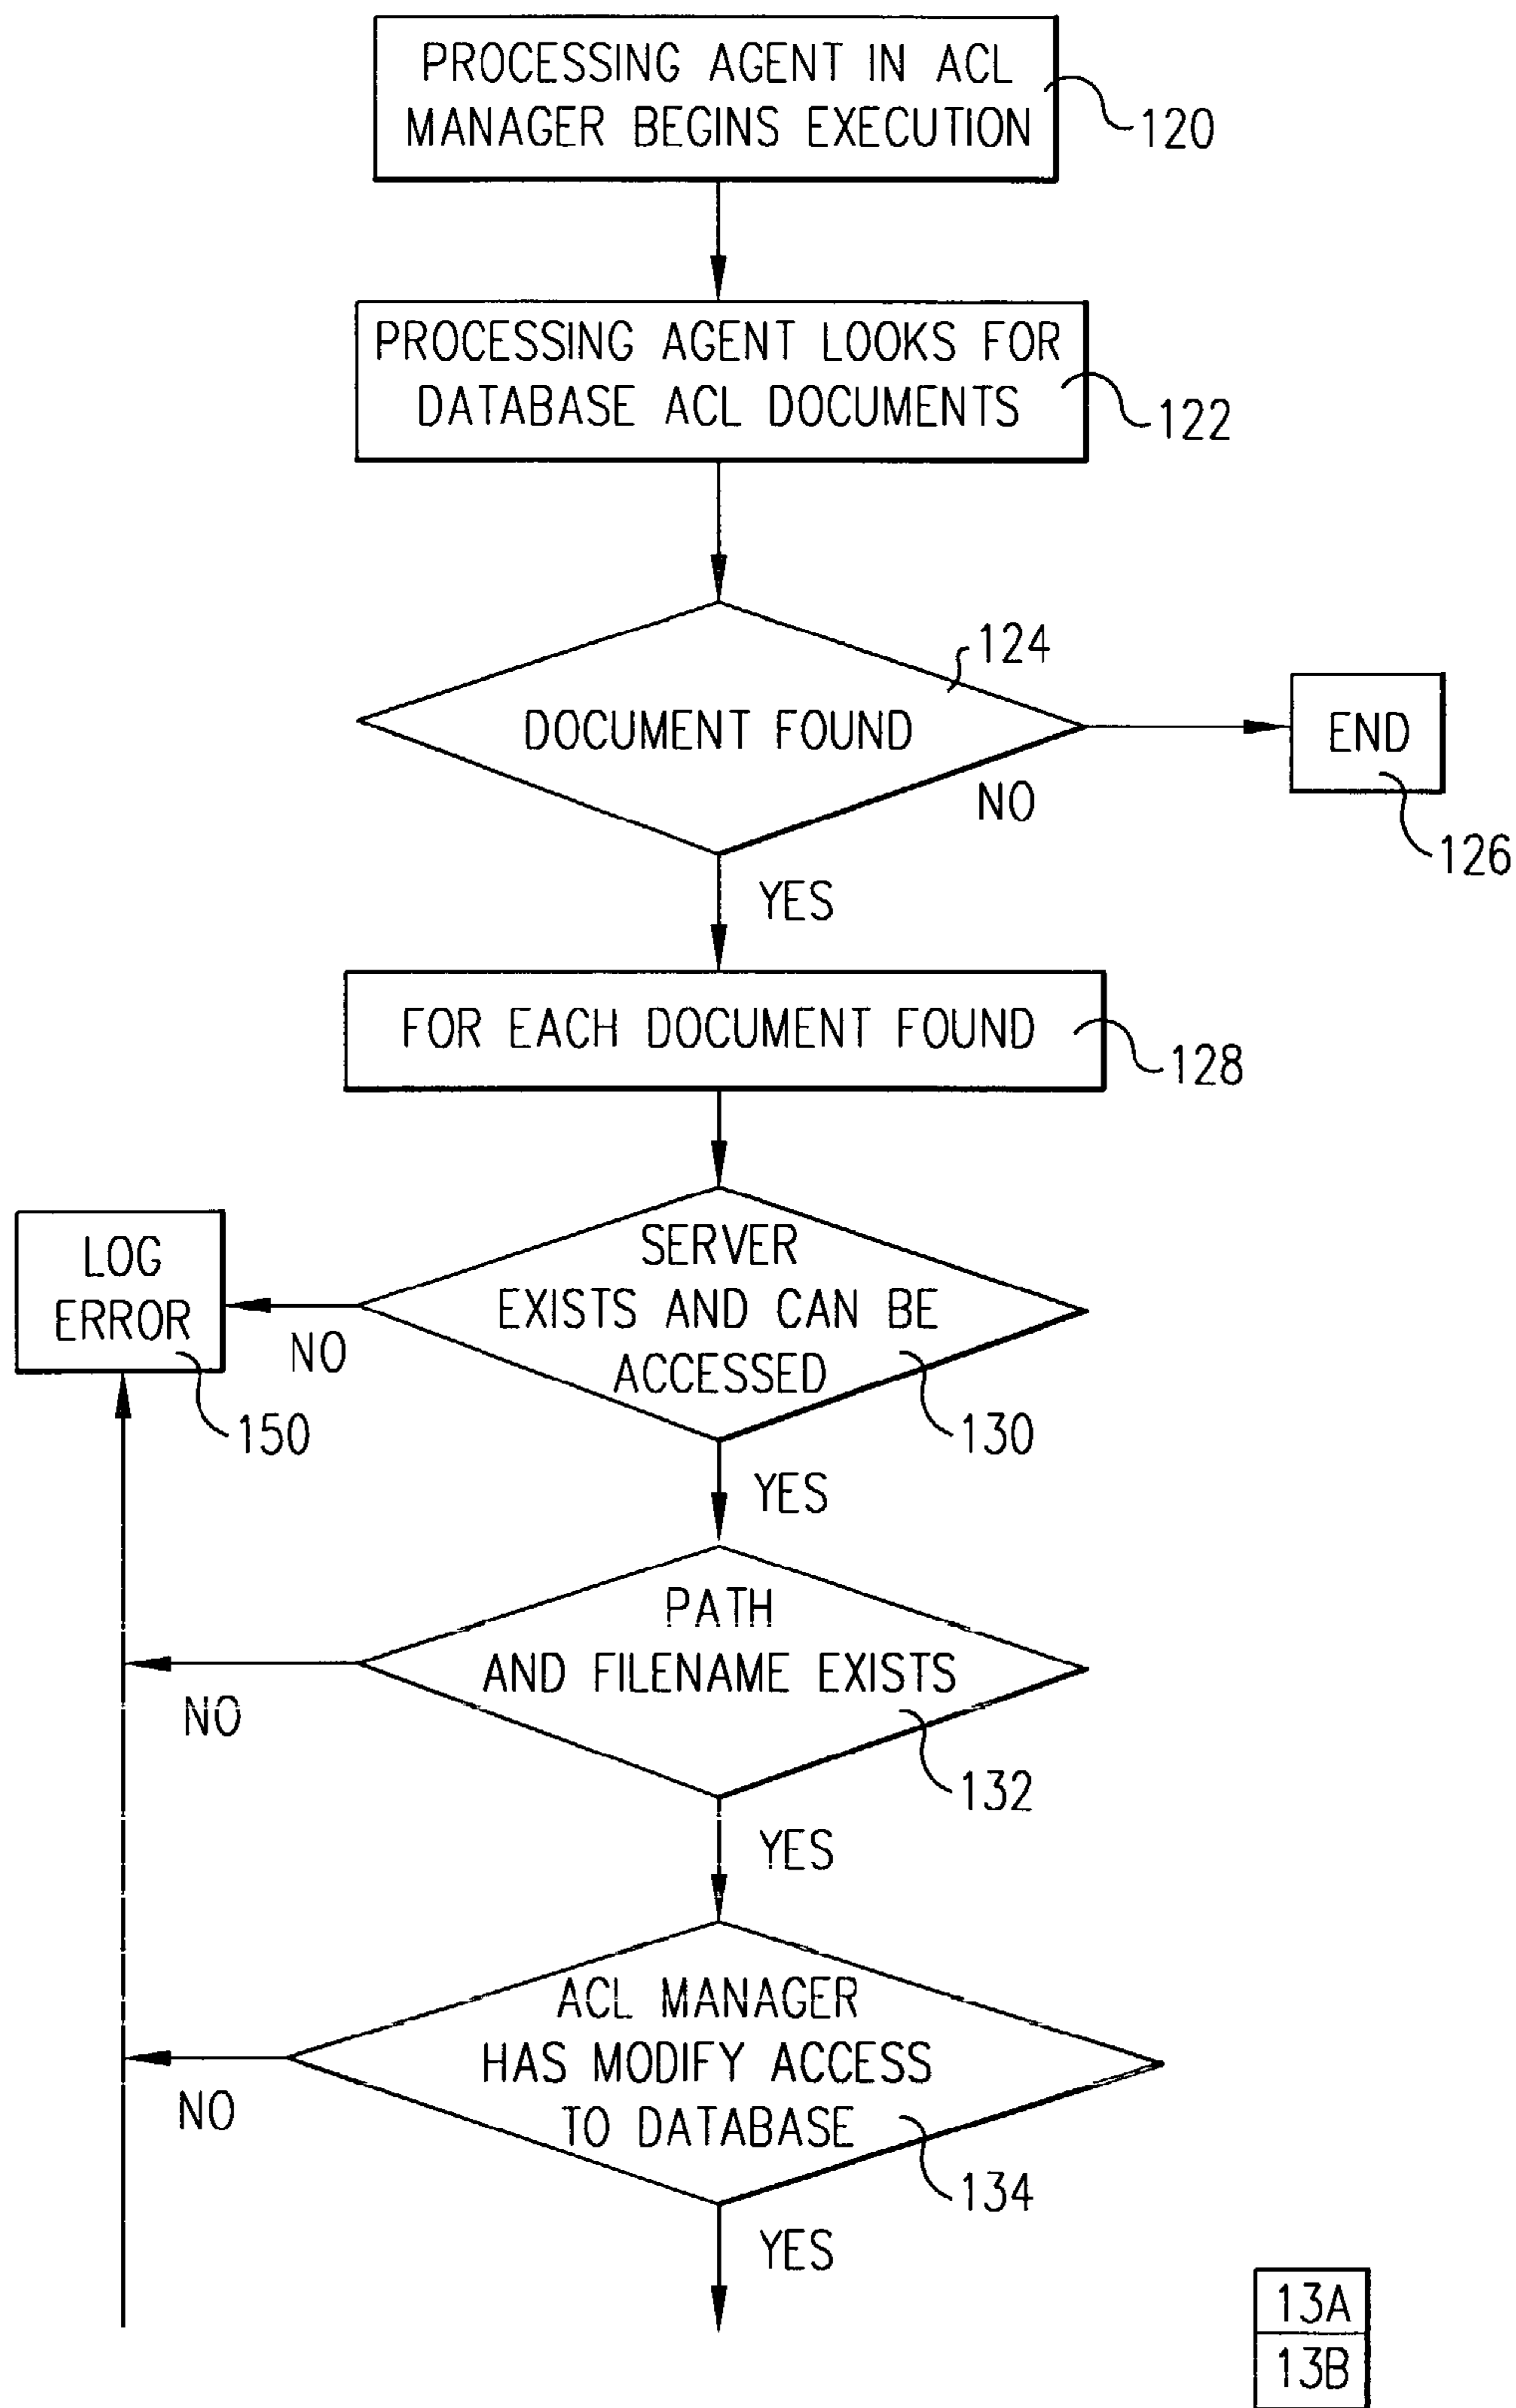 PROCESSING AGENT IN ACL
MANAGER BEGINS EXECUTION
120
PROCESSING AGENT LOOKS FOR
DATABASE ACL DOCUMENTS
122
124
DOCUMENT FOUND
END
NO
126
YES
FOR EACH DOCUMENT FOUND
128
LOG
ERROR
150
SERVER
EXISTS AND CAN BE
ACCESSED
NO
130
YES
PATH
AND FILENAME EXISTS
NO
132
YES
ACL MANAGER
HAS MODIFY ACCESS
TO DATABASE
NO
134
YES
13A
13B